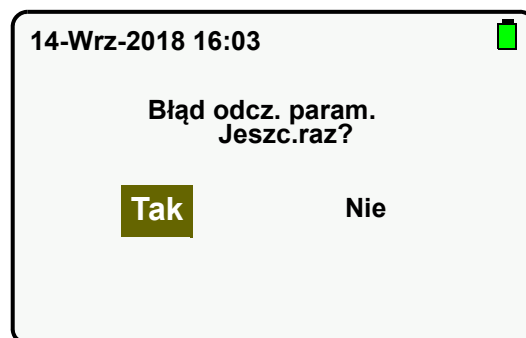 14-Wrz-2018 16:03
Błąd odcz. param.
Jeszc.raz?
Tak Nie